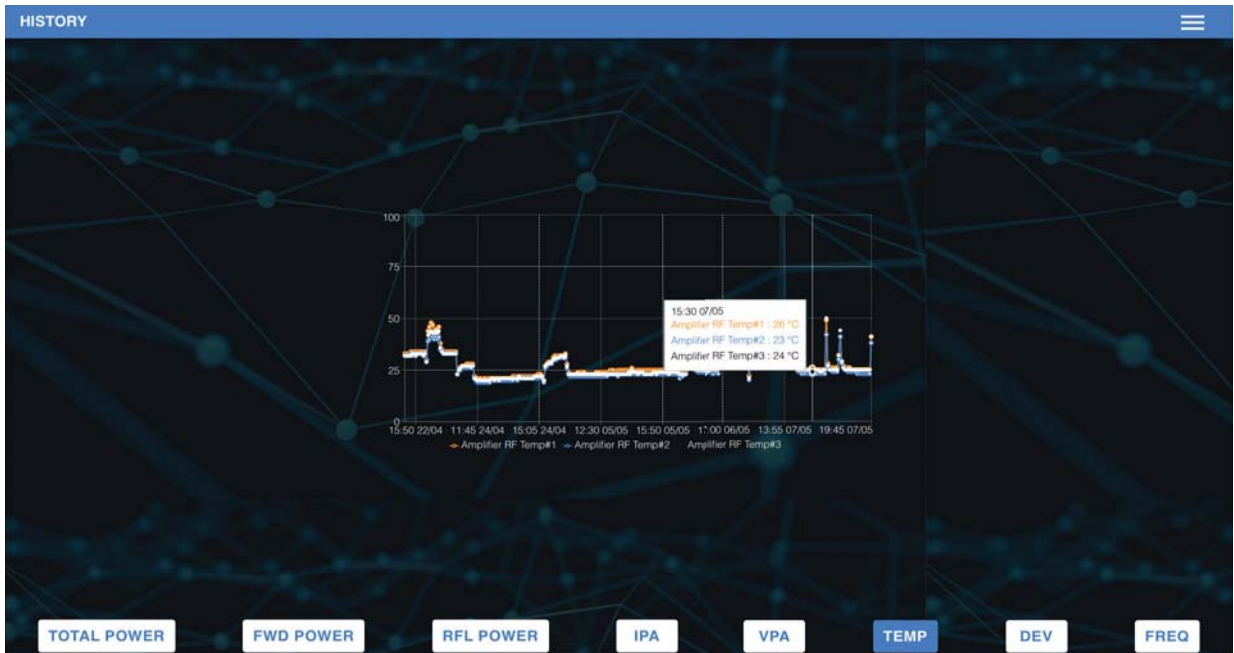 HISTORY
100
75
50
25
0
15:30 07/05
Amplifier RF Temp#1 : 26 °C
Amplifier RF Temp#2 : 23 °C
Amplifier RF Temp#3 : 24 °C
15:50 22/04 11:45 24/04 15:05 24/04 12:30 05/05 15:50 05/05 17:00 06/05 13:55 07/05 19:45 07/05
Amplifier RF Temp#1 Amplifier RF Temp#2 Amplifier RF Temp#3
TOTAL POWER FWD POWER RFL POWER IPA VPA TEMP DEV FREQ